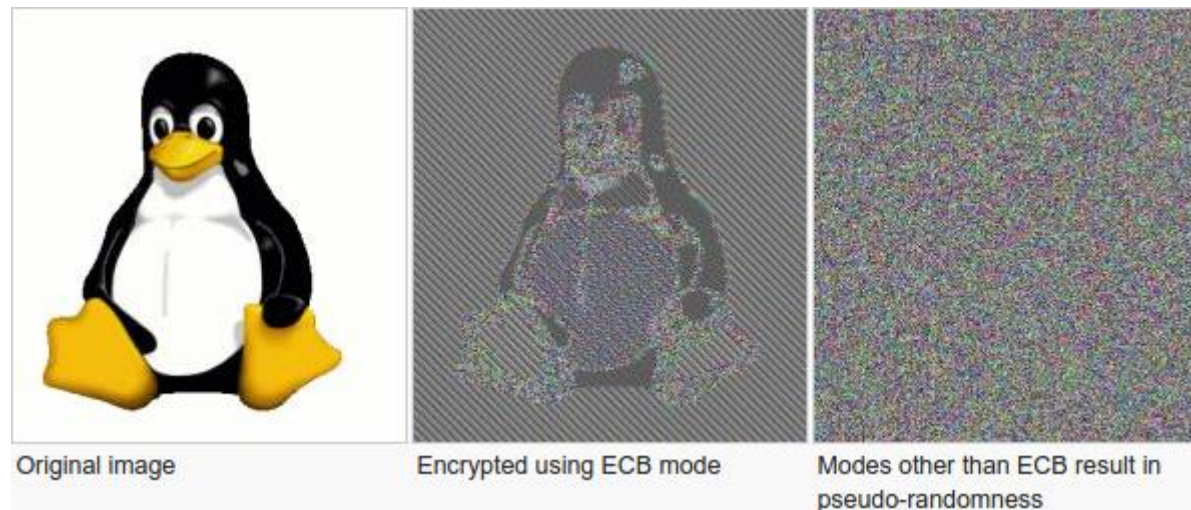 Original image
Encrypted using ECB mode
Modes other than ECB result in
pseudo-randomness